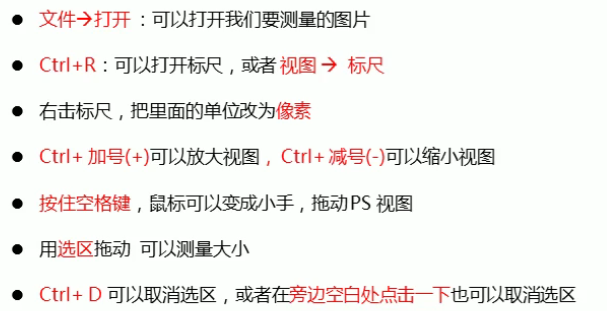 ● 文件→打开 ：可以打开我们要测量的图片
● Ctrl+R：可以打开标尺，或者 视图→ 标尺
● 右击标尺，把里面的单位改为像素
● Ctrl+ 加号(+)可以放大视图， Ctrl+ 减号(-)可以缩小视图
● 按住空格键，鼠标可以变成小手，拖动PS 视图
● 用选区拖动 可以测量大小
● Ctrl+ D 可以取消选区，或者在旁边空白处点击一下也可以取消选区